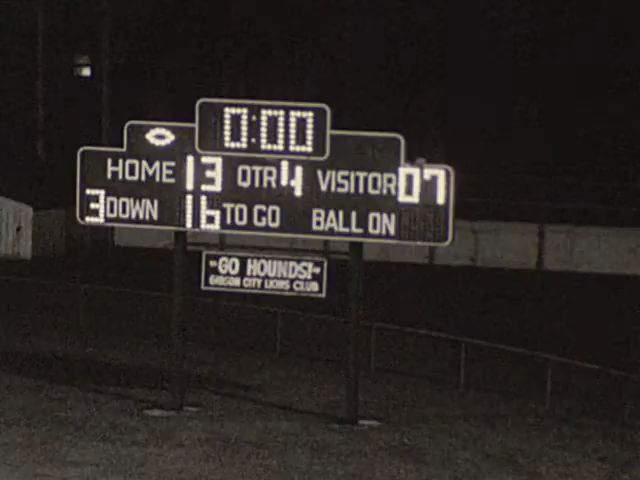 0:00
HOME 13 QTR 4 VISITOR 07
3 DOWN 16 TO GO BALL ON
"GO HOUNDS!"
GIBSON CITY LIONS CLUB